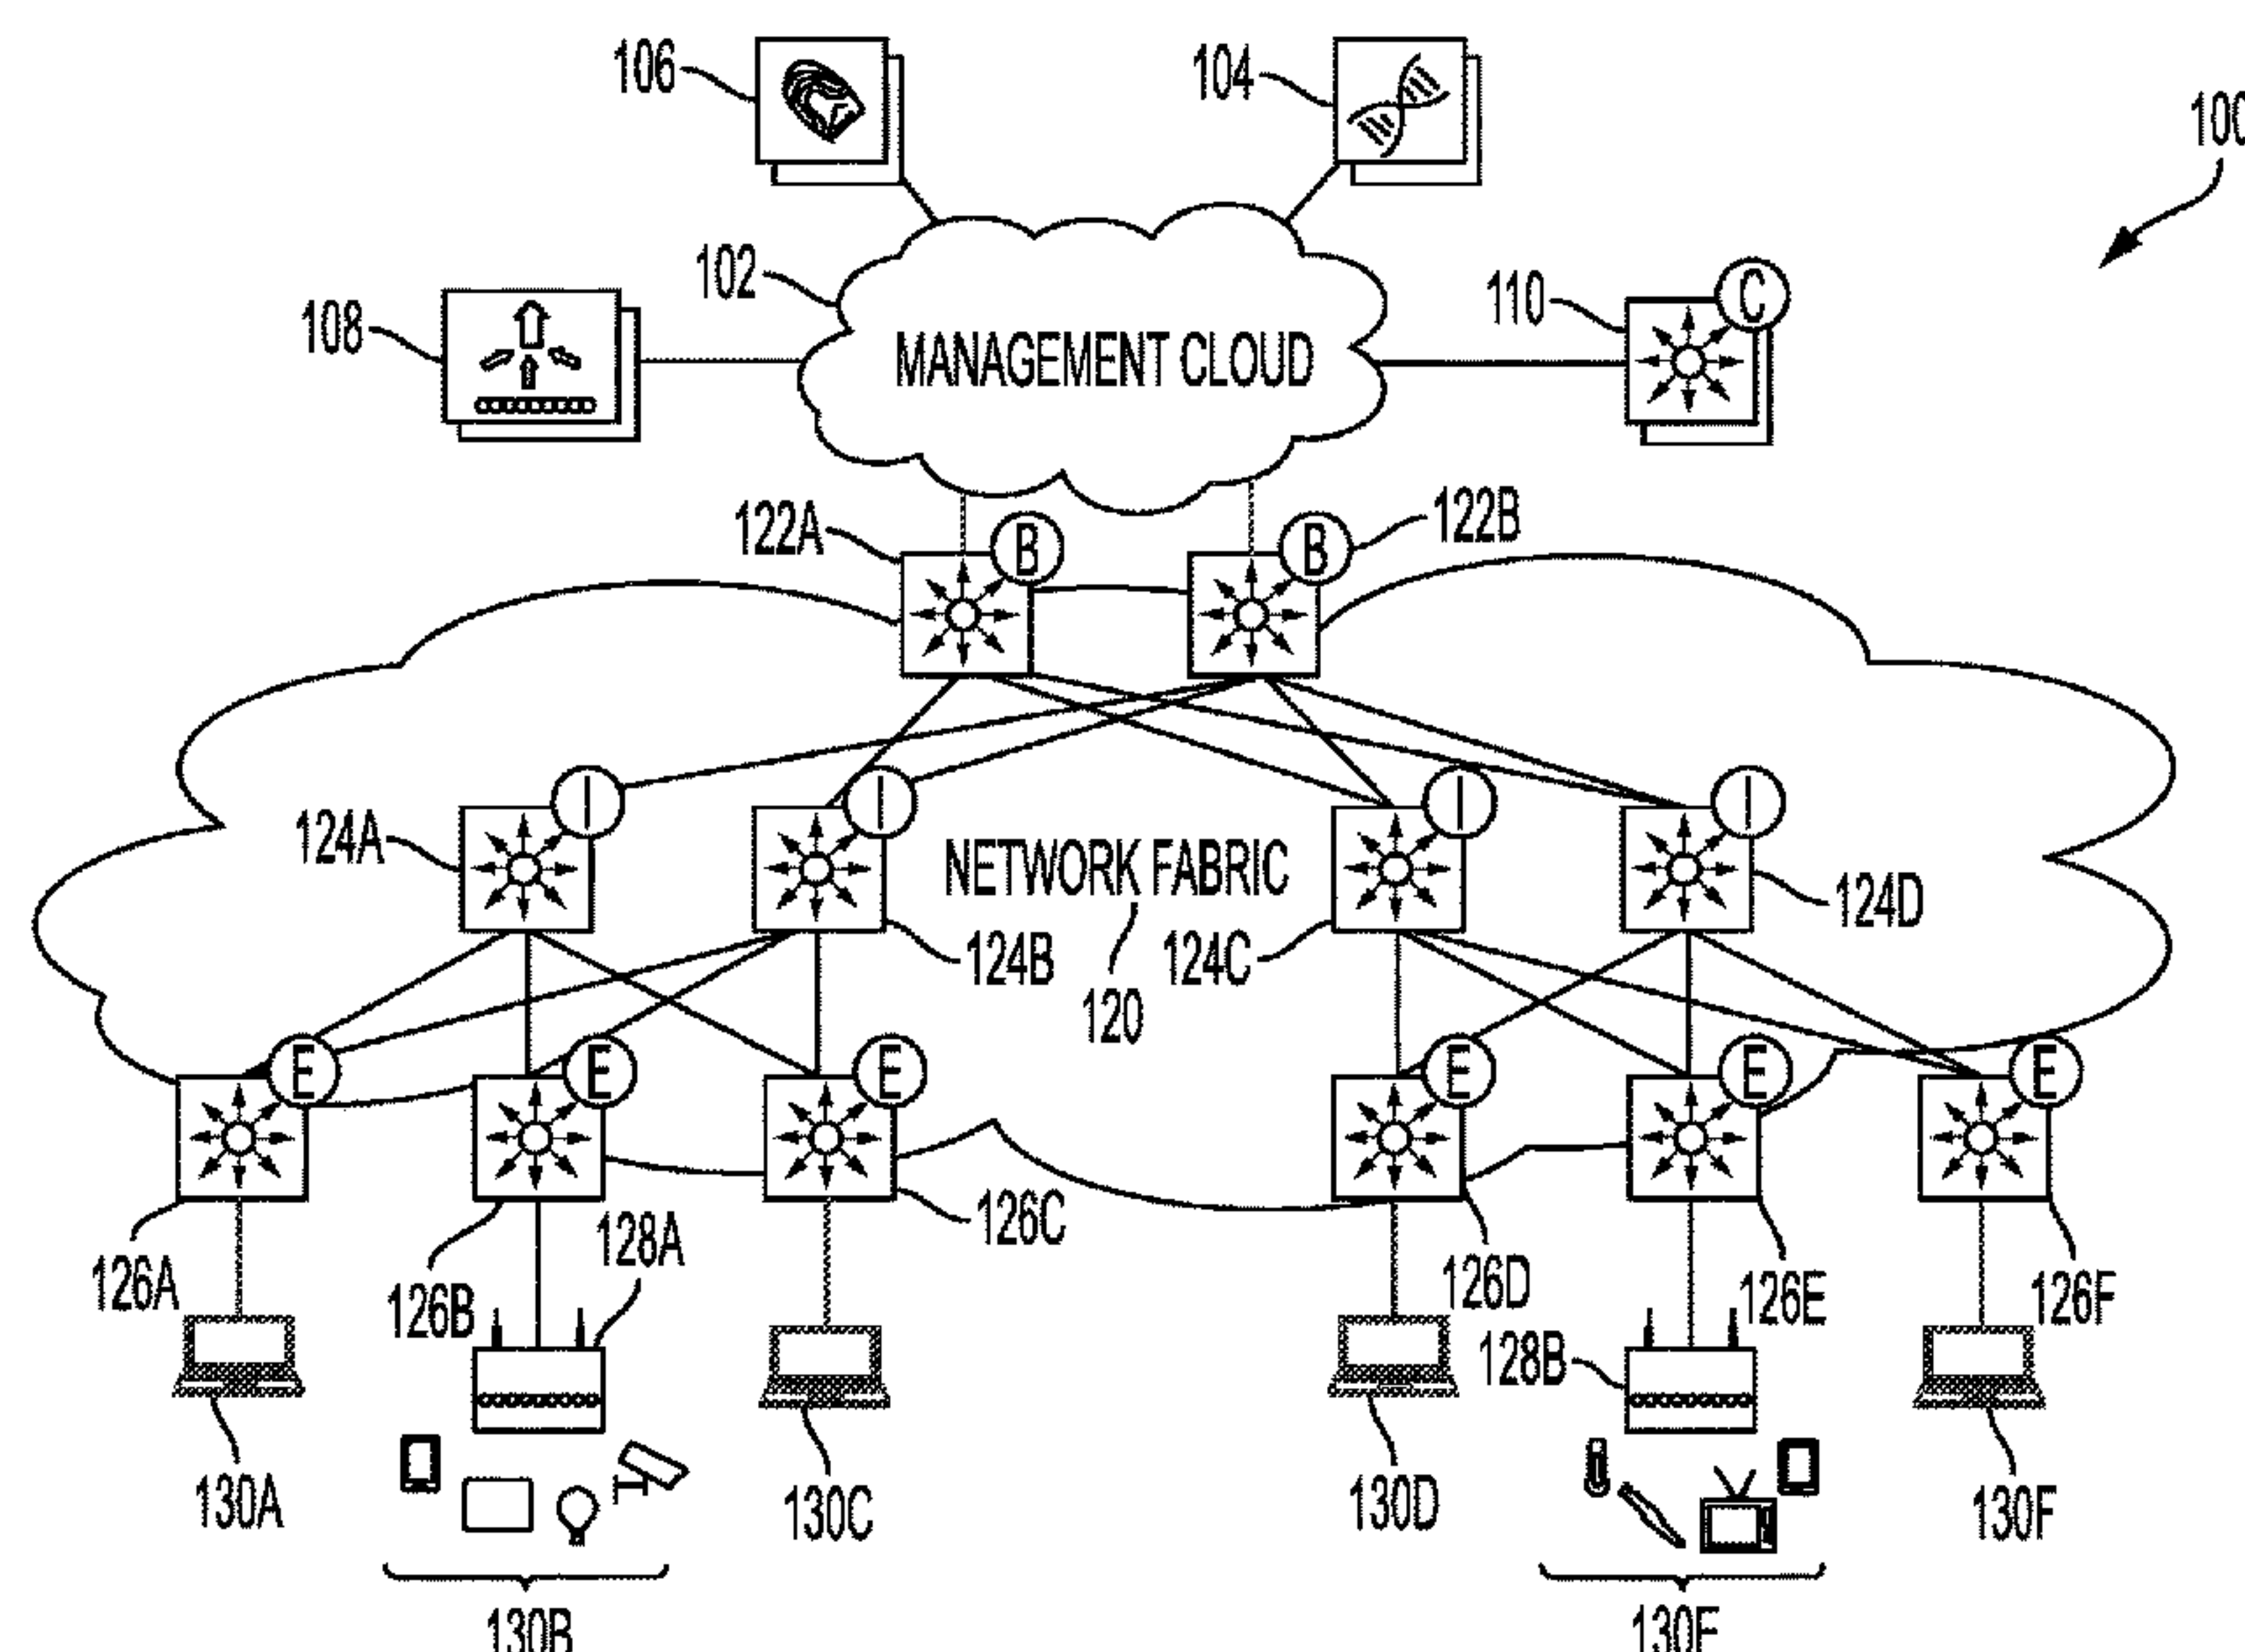 106
104
100
102
108
MANAGEMENT CLOUD
110
C
122A
B
B
122B
I
I
I
I
124A
NETWORK FABRIC
124D
124B
120
124C
E
E
E
E
E
E
126A
126B
128A
126C
126D
126E
126F
128B
130A
130C
130D
130F
130B
130E